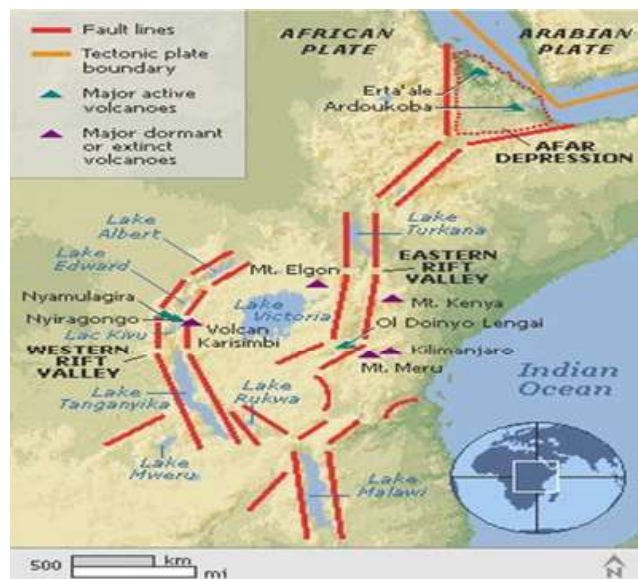 Fault lines
Tectonic plate
boundary
Major active
volcanoes
Major dormant
or extinct
volcanoes
AFRICAN
PLATE
ARABIAN
PLATE
Erta'ale
Ardoukoba
AFAR
DEPRESSION
Lake
Turkana
Lake
Albert
Lake
Edward
EASTERN
RIFT
VALLEY
Mt. Elgon
Nyamulagira
Nyiragongo
Lake
Victoria
Mt. Kenya
Lac Kivu
Volcan
Karisimbi
Ol Doinyo Lengai
WESTERN
RIFT
VALLEY
Kilimanjaro
Mt. Meru
Lake
Tanganyika
Lake
Rukwa
Indian
Ocean
Lake
Mweru
Lake
Malawi
500
km
mi
N